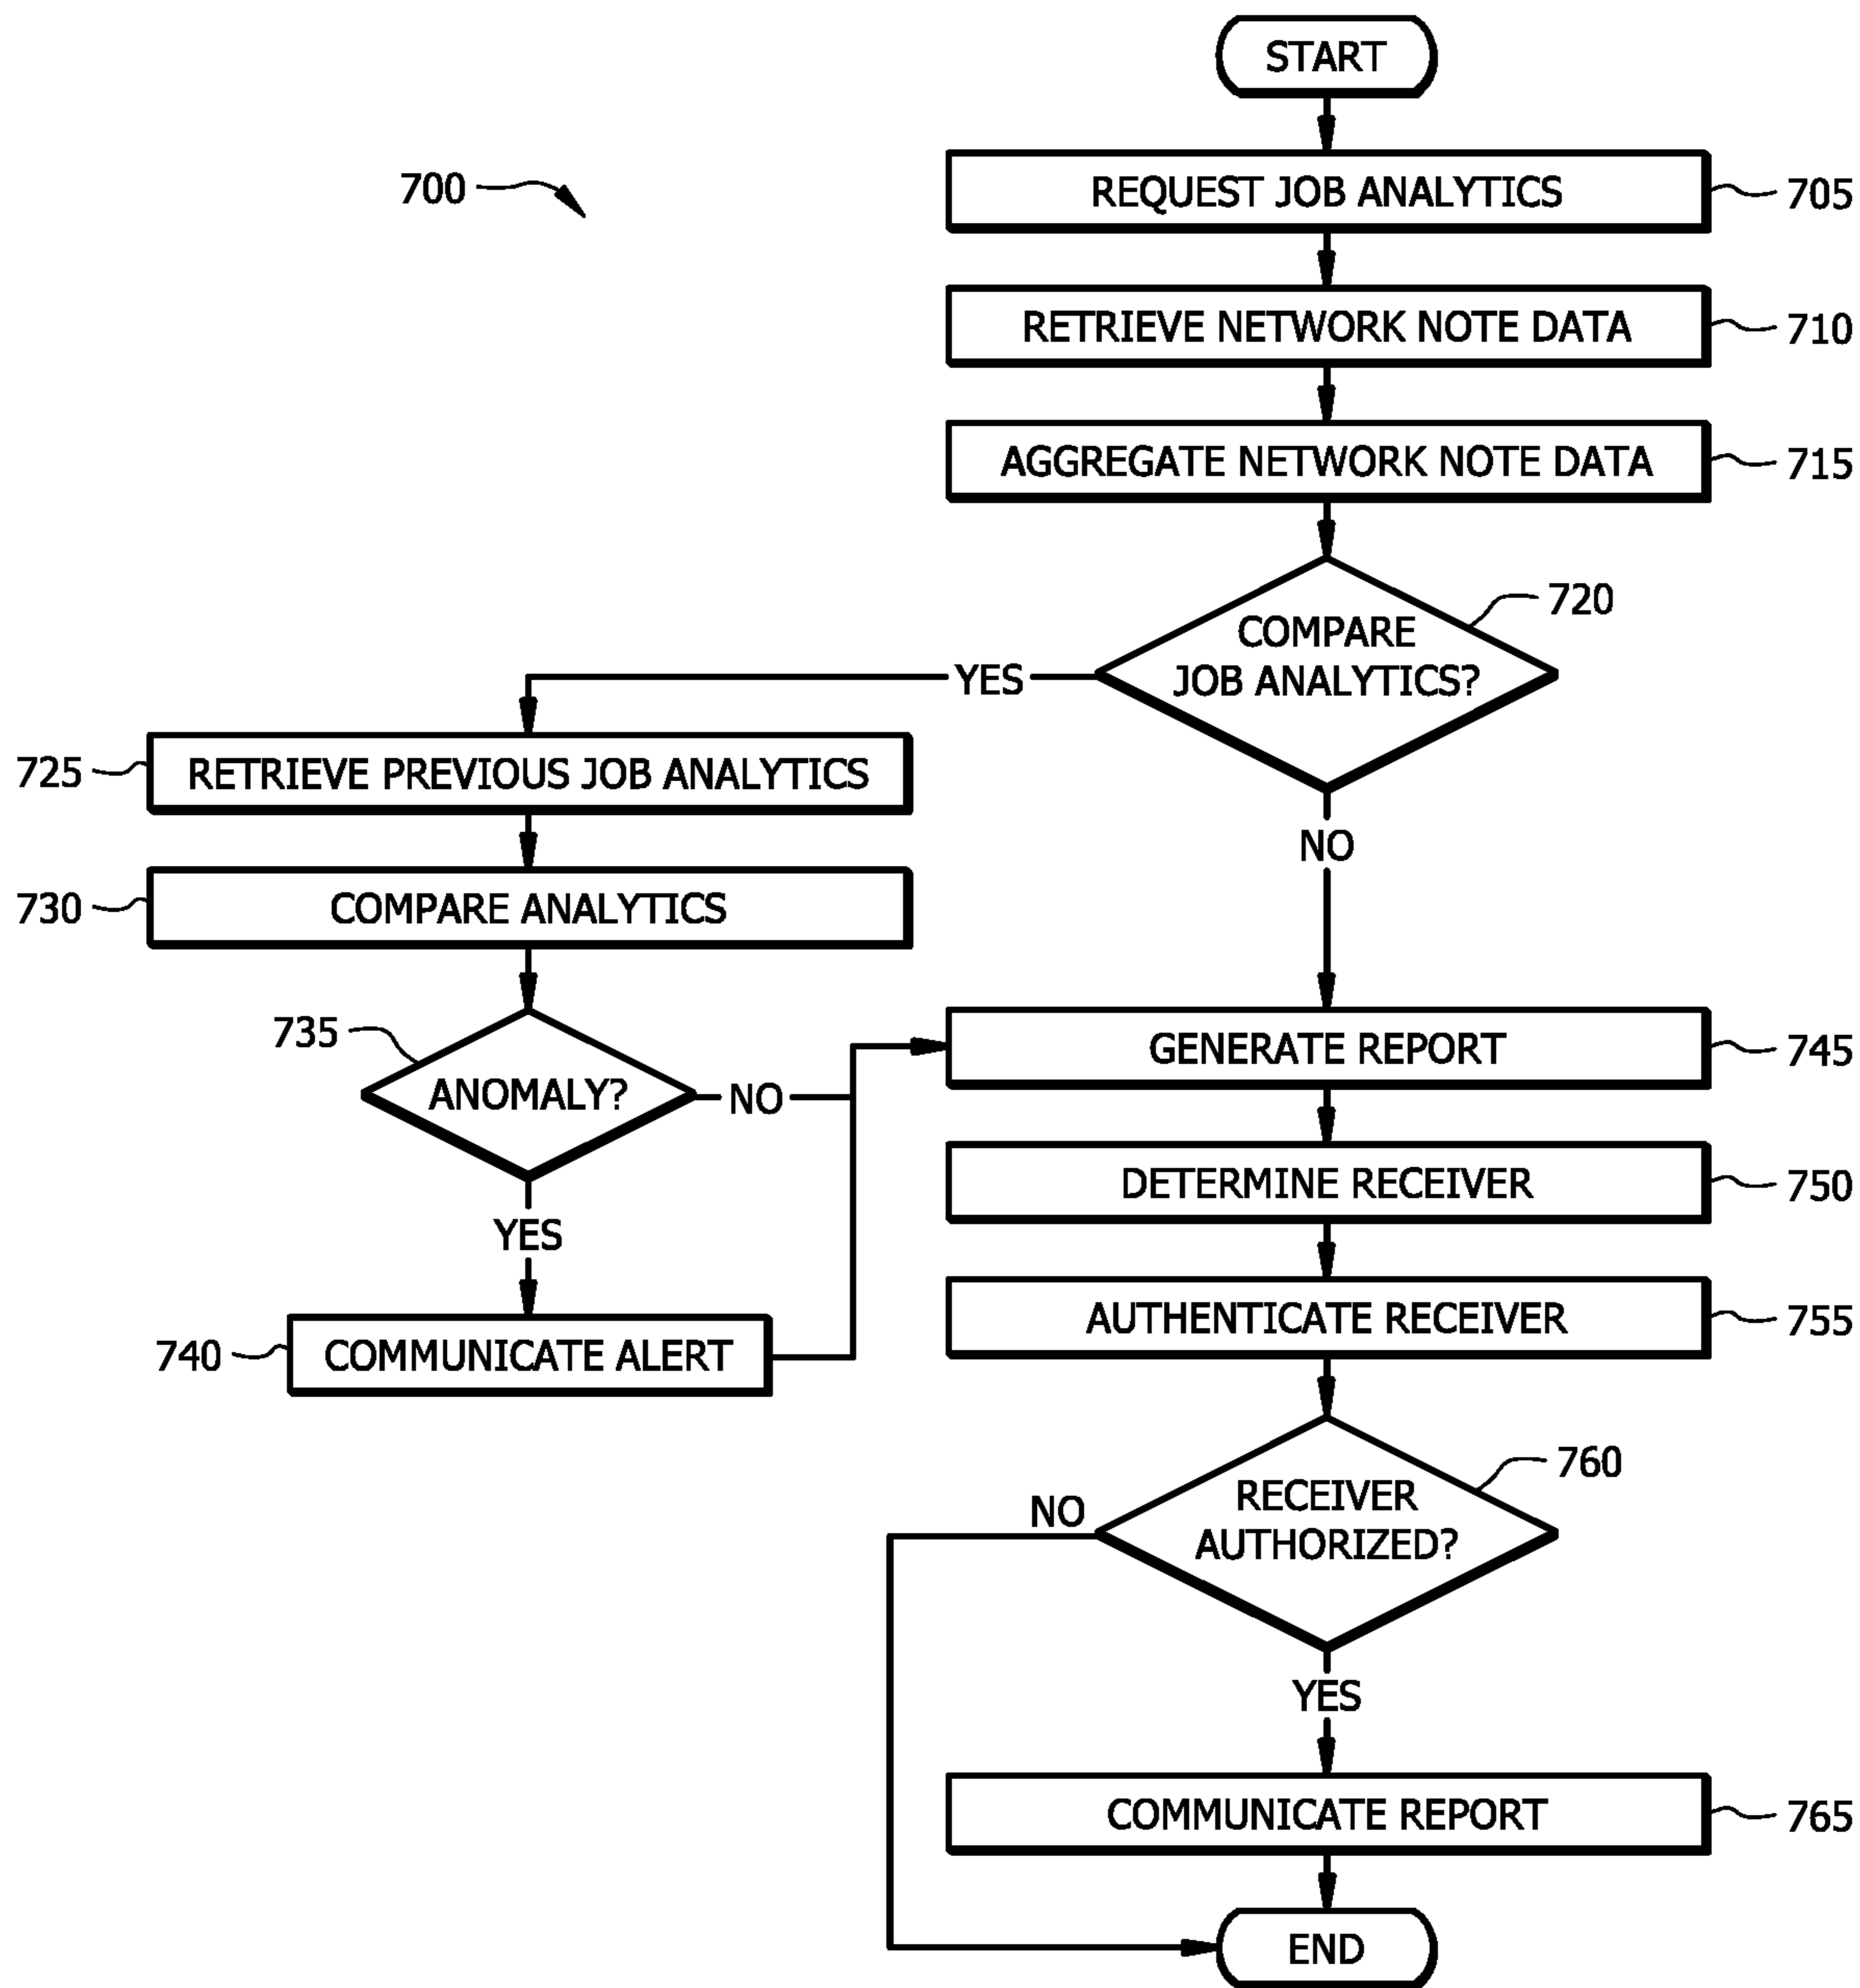 START
700
REQUEST JOB ANALYTICS
705
RETRIEVE NETWORK NOTE DATA
710
AGGREGATE NETWORK NOTE DATA
715
720
COMPARE
JOB ANALYTICS?
YES
NO
725
RETRIEVE PREVIOUS JOB ANALYTICS
730
COMPARE ANALYTICS
735
ANOMALY?
NO
YES
740
COMMUNICATE ALERT
GENERATE REPORT
745
DETERMINE RECEIVER
750
AUTHENTICATE RECEIVER
755
760
RECEIVER
AUTHORIZED?
NO
YES
COMMUNICATE REPORT
765
END